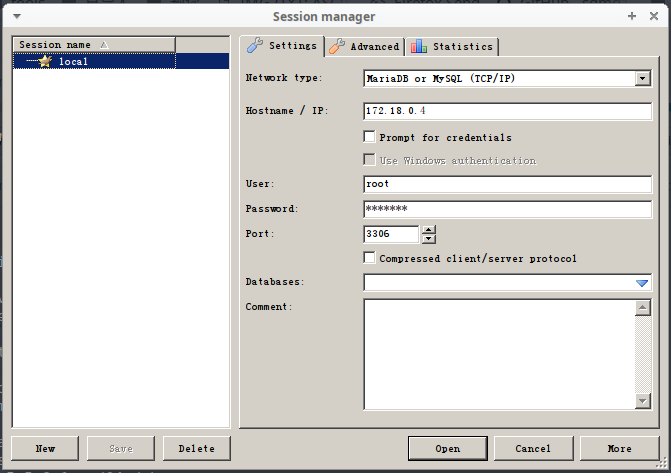 Session manager
Session name
local
Settings
Advanced
Statistics
Network type:
MariaDB or MySQL (TCP/IP)
Hostname / IP:
172.18.0.4
Prompt for credentials
Use Windows authentication
User:
root
Password:
*******
Port:
3306
Compressed client/server protocol
Databases:
Comment:
New
Save
Delete
Open
Cancel
More